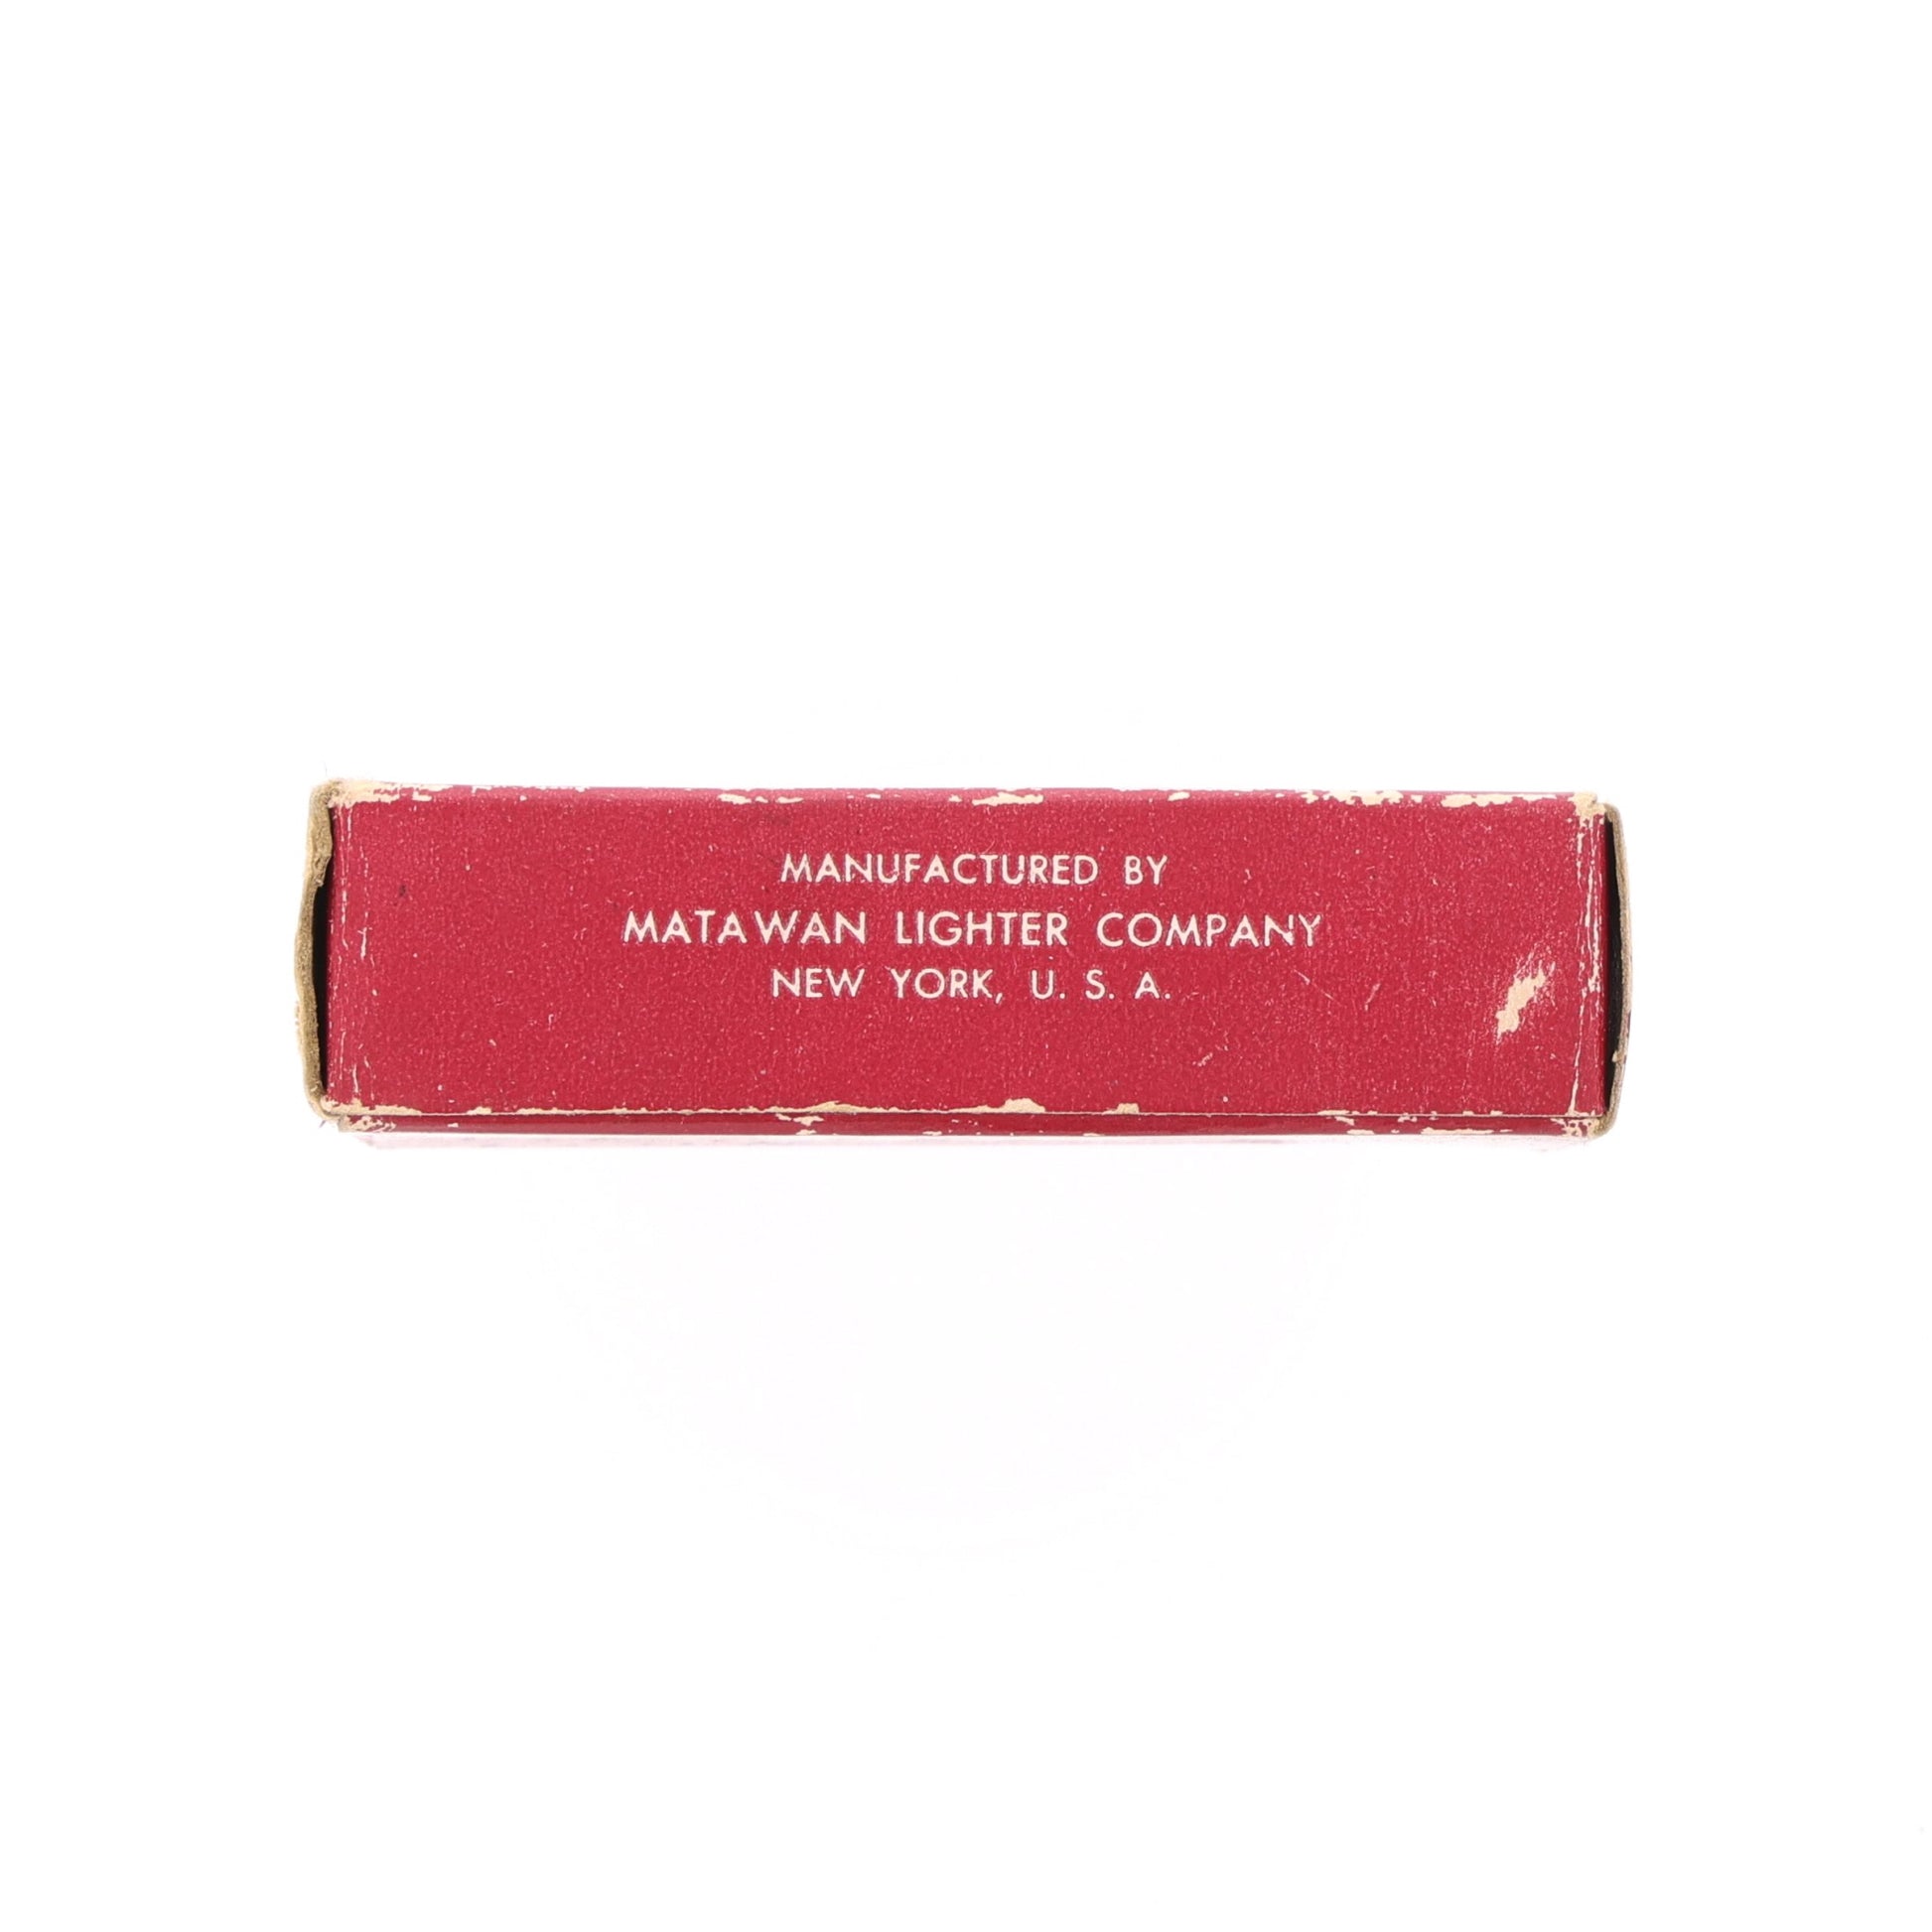 MANUFACTURED BY
MATAWAN LIGHTER COMPANY
NEW YORK, U. S. A.